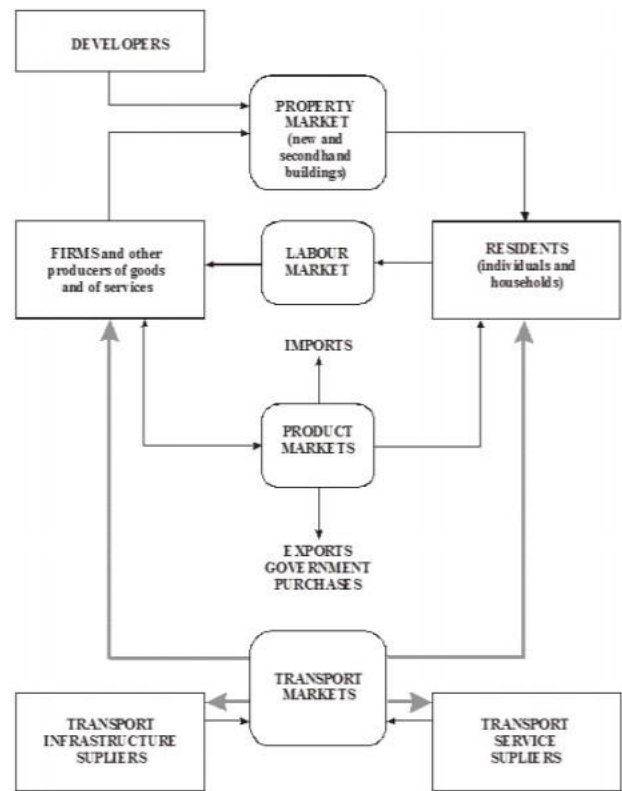 DEVELOPERS
PROPERTY
MARKET
(new and
secondhand
buildings)
FIRMS and other
producers of goods
and of services
LABOUR
MARKET
RESIDENTS
(individuals and
households)
IMPORTS
PRODUCT
MARKETS
EXPORTS
GOVERNMENT
PURCHASES
TRANSPORT
MARKETS
TRANSPORT
INFRASTRUCTURE
SUPLIERS
TRANSPORT
SERVICE
SUPLIERS